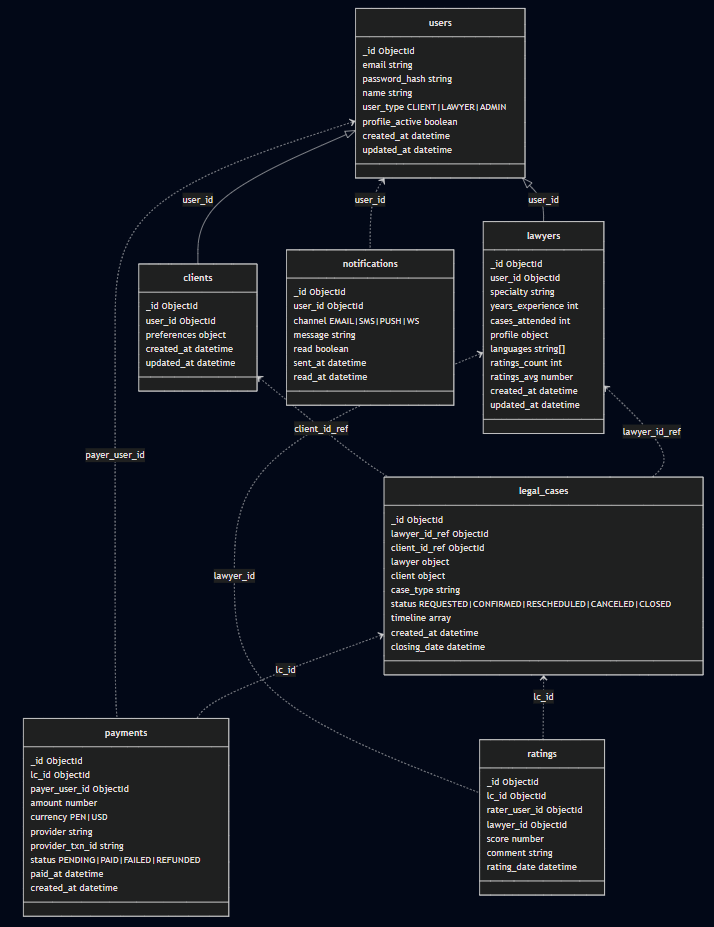 users
_id ObjectId
email string
password_hash string
name string
user_type CLIENT|LAWYER|ADMIN
profile_active boolean
created_at datetime
updated_at datetime
user_id
user_id
user_id
clients
_id ObjectId
user_id ObjectId
preferences object
created_at datetime
updated_at datetime
notifications
_id ObjectId
user_id ObjectId
channel EMAIL|SMS|PUSH|WS
message string
read boolean
sent_at datetime
read_at datetime
lawyers
_id ObjectId
user_id ObjectId
specialty string
years_experience int
cases_attended int
profile object
languages string[]
ratings_count int
ratings_avg number
created_at datetime
updated_at datetime
client_id_ref
lawyer_id_ref
payer_user_id
legal_cases
_id ObjectId
lawyer_id_ref ObjectId
client_id_ref ObjectId
lawyer object
client object
case_type string
status REQUESTED|CONFIRMED|RESCHEDULED|CANCELED|CLOSED
timeline array
created_at datetime
closing_date datetime
lawyer_id
lc_id
lc_id
payments
_id ObjectId
lc_id ObjectId
payer_user_id ObjectId
amount number
currency PEN|USD
provider string
provider_txn_id string
status PENDING|PAID|FAILED|REFUNDED
paid_at datetime
created_at datetime
ratings
_id ObjectId
lc_id ObjectId
rater_user_id ObjectId
lawyer_id ObjectId
score number
comment string
rating_date datetime